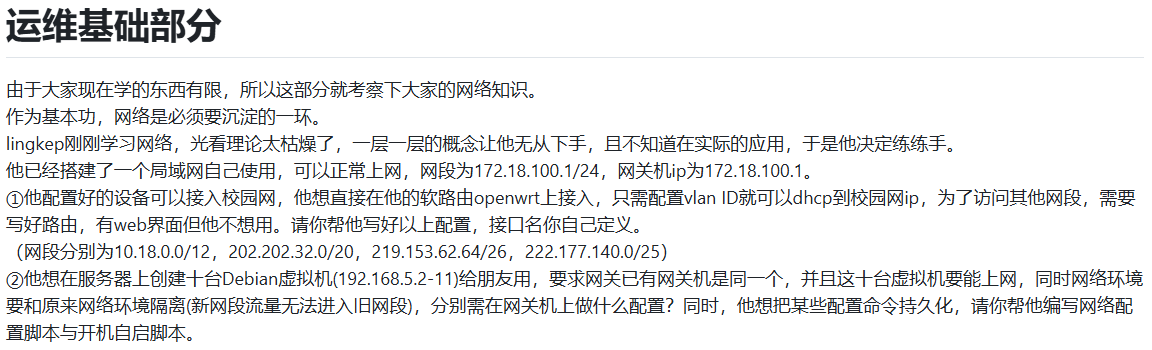 运维基础部分
由于大家现在学的东西有限，所以这部分就考察下大家的网络知识。
作为基本功，网络是必须要沉淀的一环。
lingkep刚刚学习网络，光看理论太枯燥了，一层一层的概念让他无从下手，且不知道在实际的应用，于是他决定练练手。
他已经搭建了一个局域网自己使用，可以正常上网，网段为172.18.100.1/24，网关机ip为172.18.100.1。
①他配置好的设备可以接入校园网，他想直接在他的软路由openwrt上接入，只需配置vlan ID就可以dhcp到校园网ip，为了访问其他网段，需要
写好路由，有web界面但他不想用。请你帮他写好以上配置，接口名你自己定义。
（网段分别为10.18.0.0/12，202.202.32.0/20，219.153.62.64/26，222.177.140.0/25）
②他想在服务器上创建十台Debian虚拟机(192.168.5.2-11)给朋友用，要求网关已有网关机是同一个，并且这十台虚拟机要能上网，同时网络环境
要和原来网络环境隔离(新网段流量无法进入旧网段)，分别需在网关机上做什么配置？同时，他想把某些配置命令持久化，请你帮他编写网络配
置脚本与开机自启脚本。